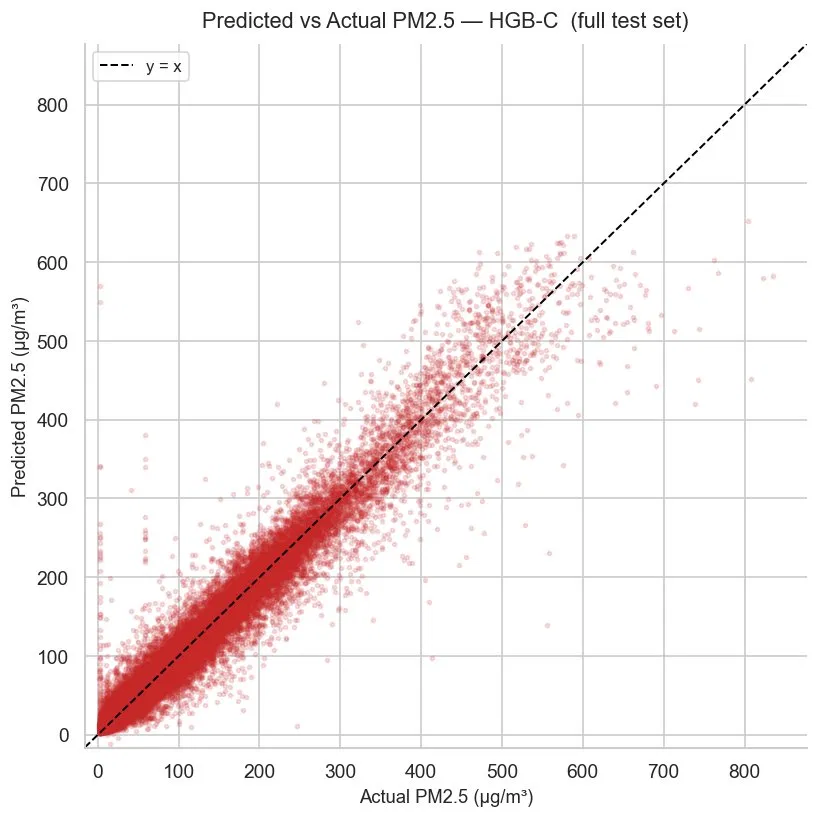 Predicted vs Actual PM2.5 — HGB-C  (full test set)
y = x
800
700
600
500
400
300
200
100
0
Predicted PM2.5 (µg/m³)
0 100 200 300 400 500 600 700 800
Actual PM2.5 (µg/m³)